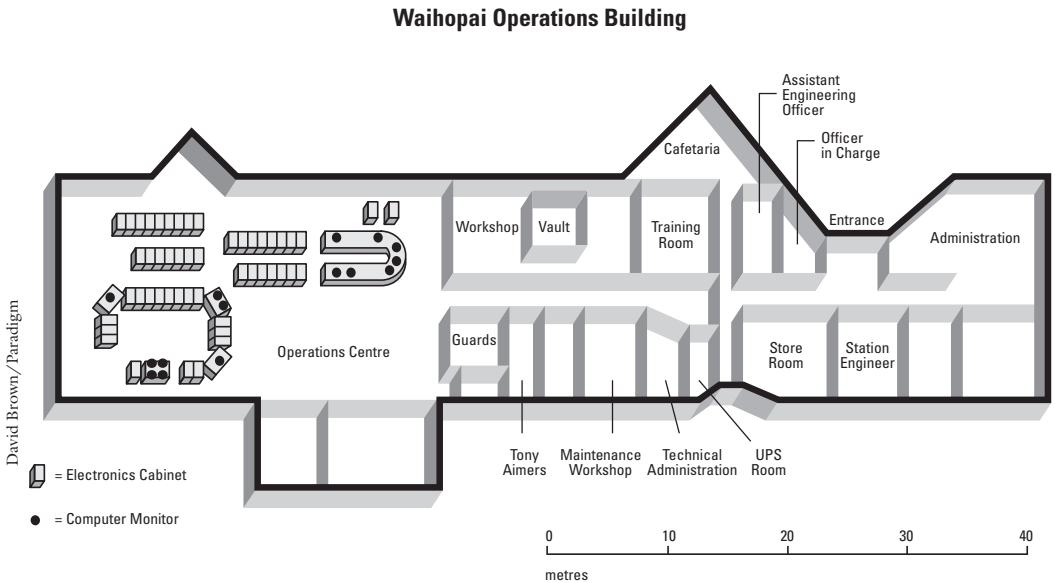 Waihopai Operations Building
Assistant
Engineering
Officer
Officer
in Charge
Cafetaria
Entrance
Administration
Workshop
Vault
Training
Room
Operations Centre
Guards
Store
Room
Station
Engineer
Tony
Aimers
Maintenance
Workshop
Technical
Administration
UPS
Room
David Brown/Paradigm
= Electronics Cabinet
= Computer Monitor
0 10 20 30 40
metres